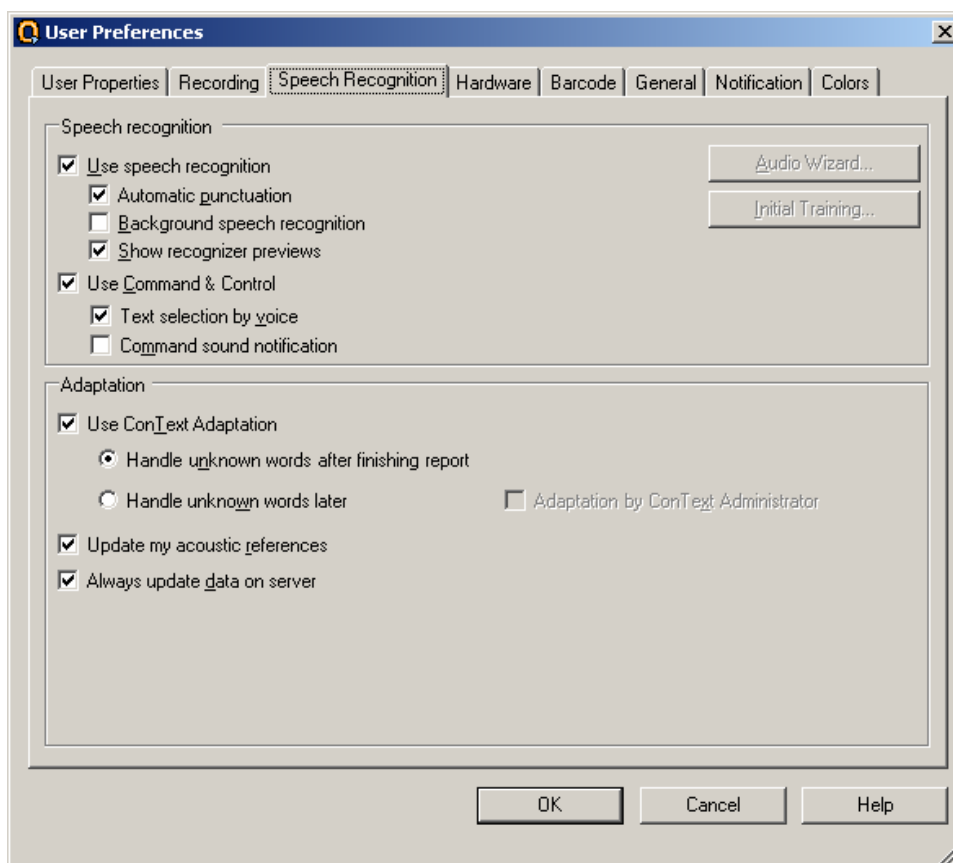 User Preferences
User Properties Recording Speech Recognition Hardware Barcode General Notification Colors
Speech recognition
Use speech recognition Audio Wizard...
Automatic punctuation
Background speech recognition Initial Training...
Show recognizer previews
Use Command & Control
Text selection by voice
Command sound notification
Adaptation
Use ConText Adaptation
Handle unknown words after finishing report
Handle unknown words later Adaptation by ConText Administrator
Update my acoustic references
Always update data on server
OK Cancel Help